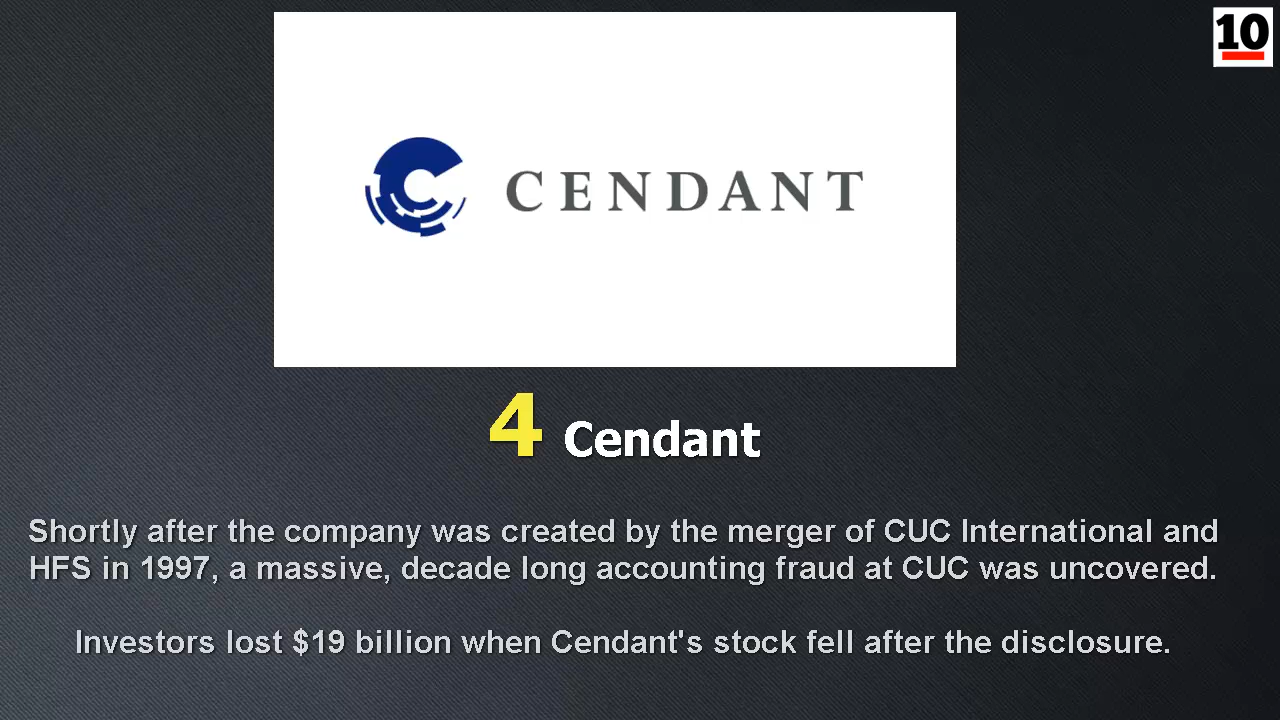 10
CENDANT
4 Cendant
Shortly after the company was created by the merger of CUC International and
HFS in 1997, a massive, decade long accounting fraud at CUC was uncovered.
Investors lost $19 billion when Cendant's stock fell after the disclosure.